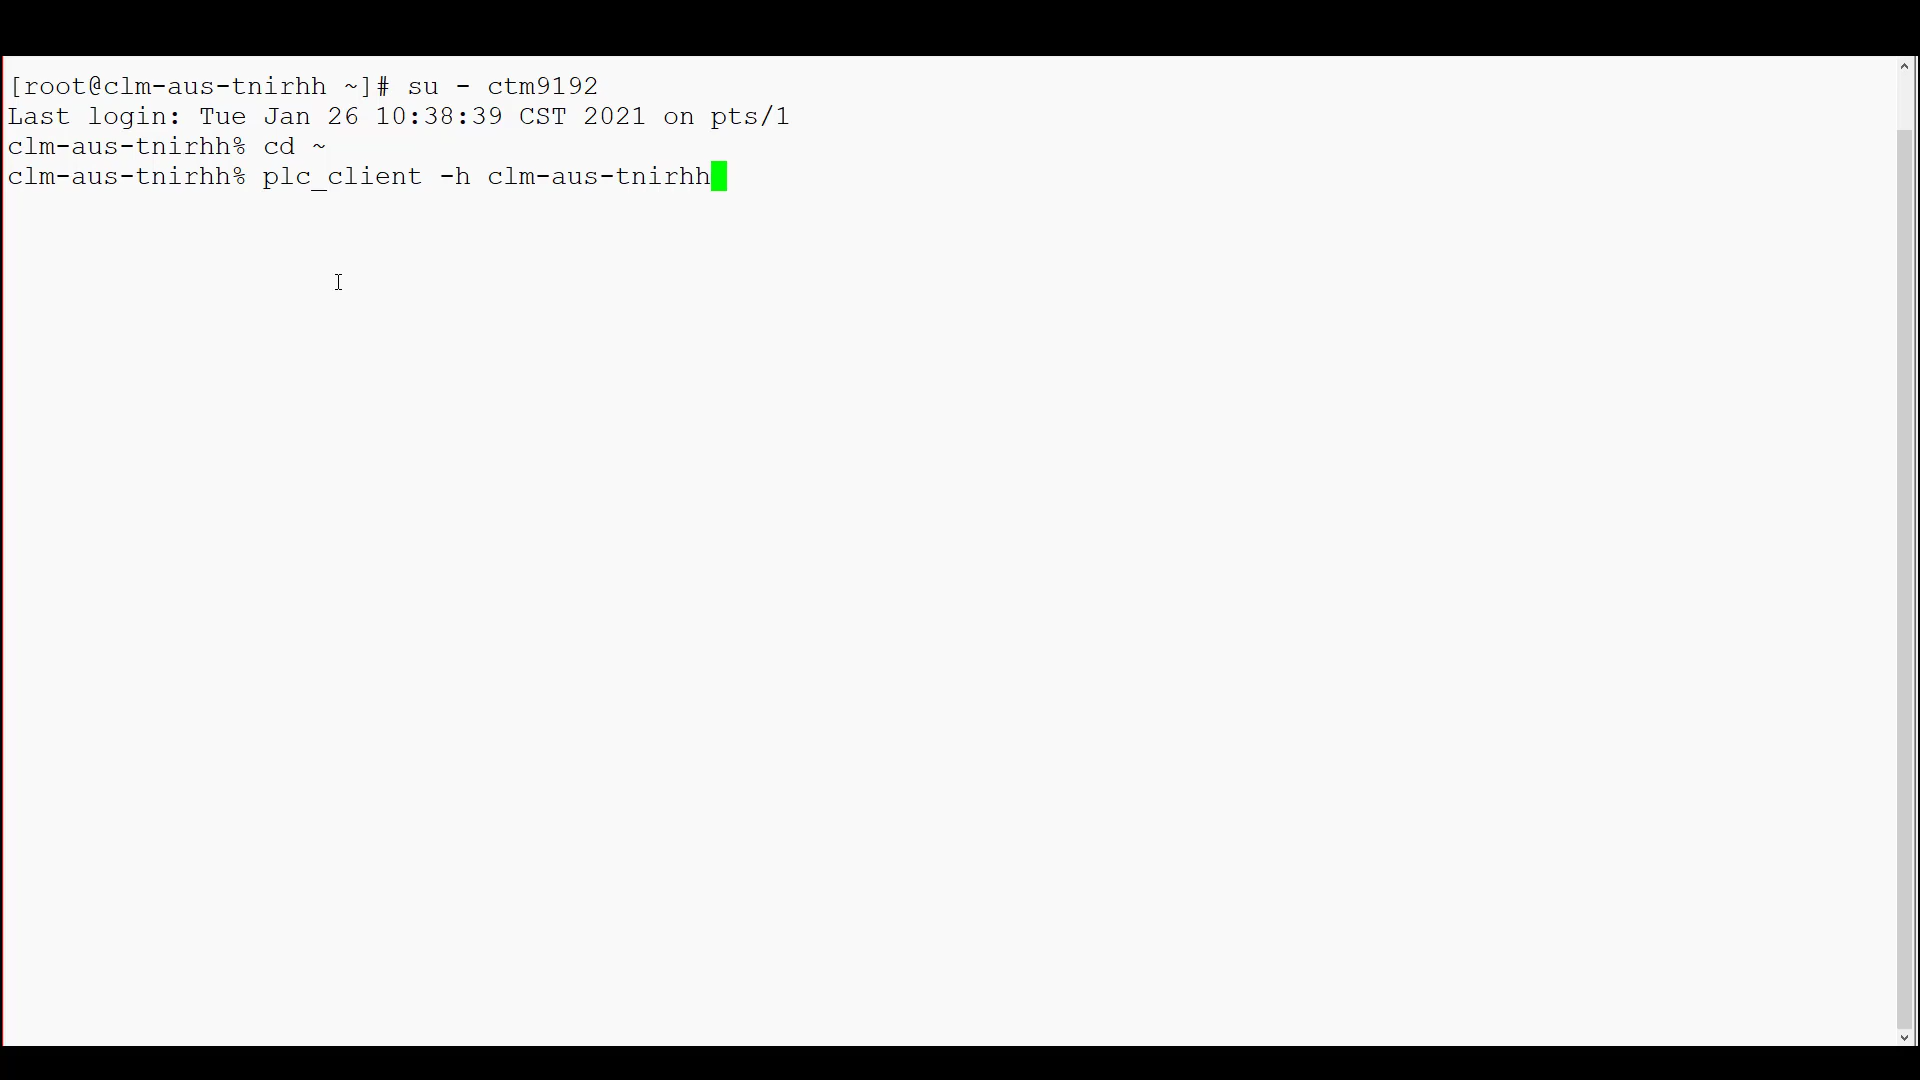 [root@clm-aus-tnirhh ~]# su - ctm9192
Last login: Tue Jan 26 10:38:39 CST 2021 on pts/1
clm-aus-tnirhh% cd ~
clm-aus-tnirhh% plc_client -h clm-aus-tnirhh